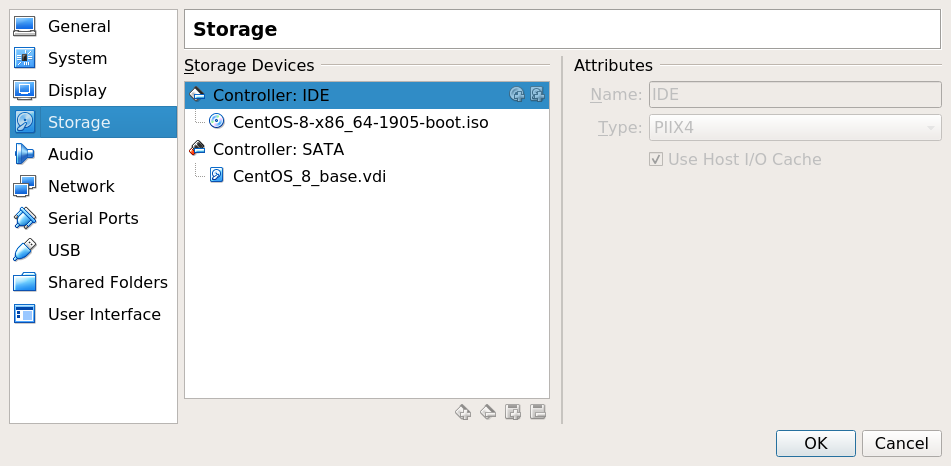 General
System
Display
Storage
Audio
Network
Serial Ports
USB
Shared Folders
User Interface
Storage
Storage Devices
Controller: IDE
CentOS-8-x86_64-1905-boot.iso
Controller: SATA
CentOS_8_base.vdi
Attributes
Name: IDE
Type: PIIX4
Use Host I/O Cache
OK Cancel